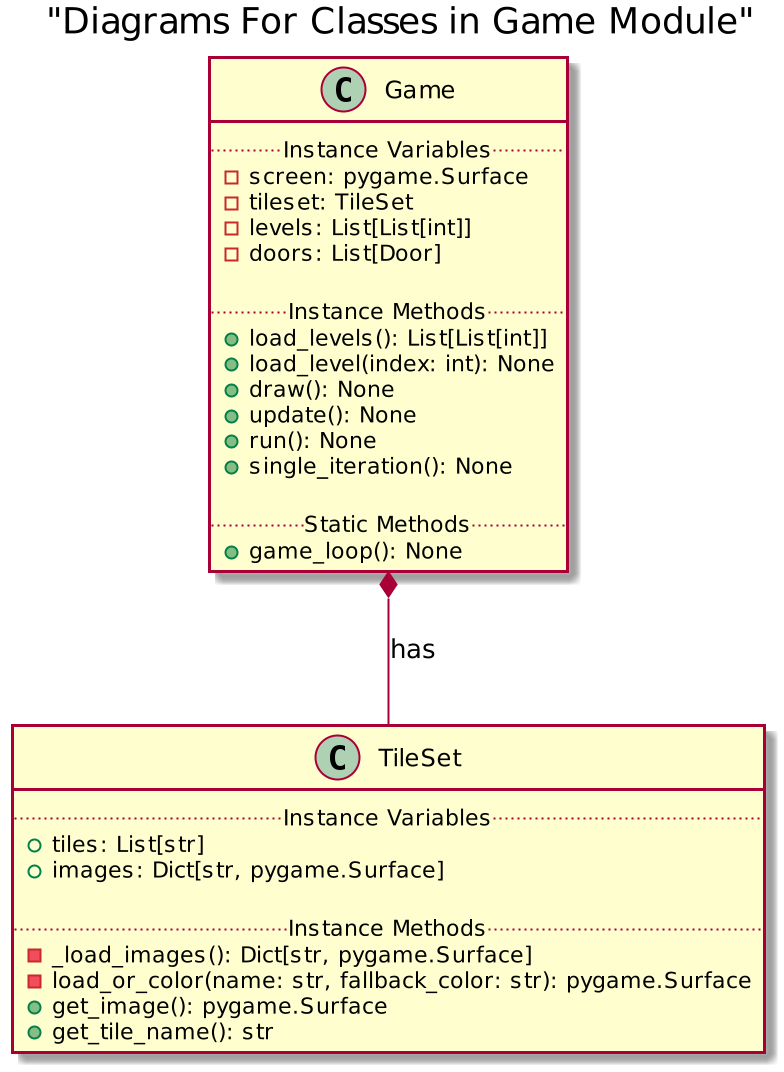 "Diagrams For Classes in Game Module"
C Game
Instance Variables
screen: pygame.Surface
tileset: TileSet
levels: List[List[int]]
doors: List[Door]
Instance Methods
load_levels(): List[List[int]]
load_level(index: int): None
draw(): None
update(): None
run(): None
single_iteration(): None
Static Methods
game_loop(): None
has
C TileSet
Instance Variables
tiles: List[str]
images: Dict[str, pygame.Surface]
Instance Methods
_load_images(): Dict[str, pygame.Surface]
load_or_color(name: str, fallback_color: str): pygame.Surface
get_image(): pygame.Surface
get_tile_name(): str